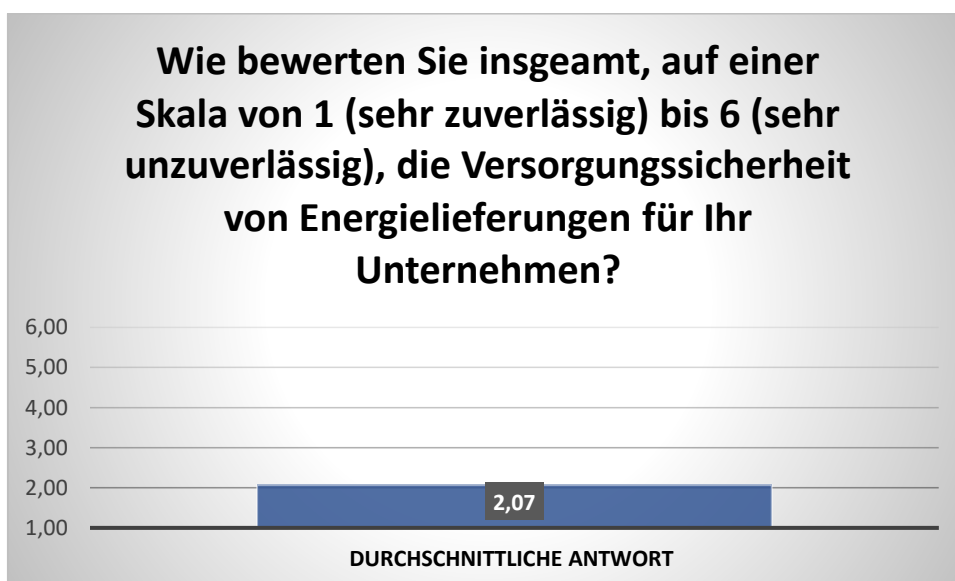 Wie bewerten Sie insgeamt, auf einer
Skala von 1 (sehr zuverlässig) bis 6 (sehr
unzuverlässig), die Versorgungssicherheit
von Energielieferungen für Ihr
Unternehmen?
6,00
5,00
4,00
3,00
2,00
1,00
2,07
DURCHSCHNITTLICHE ANTWORT